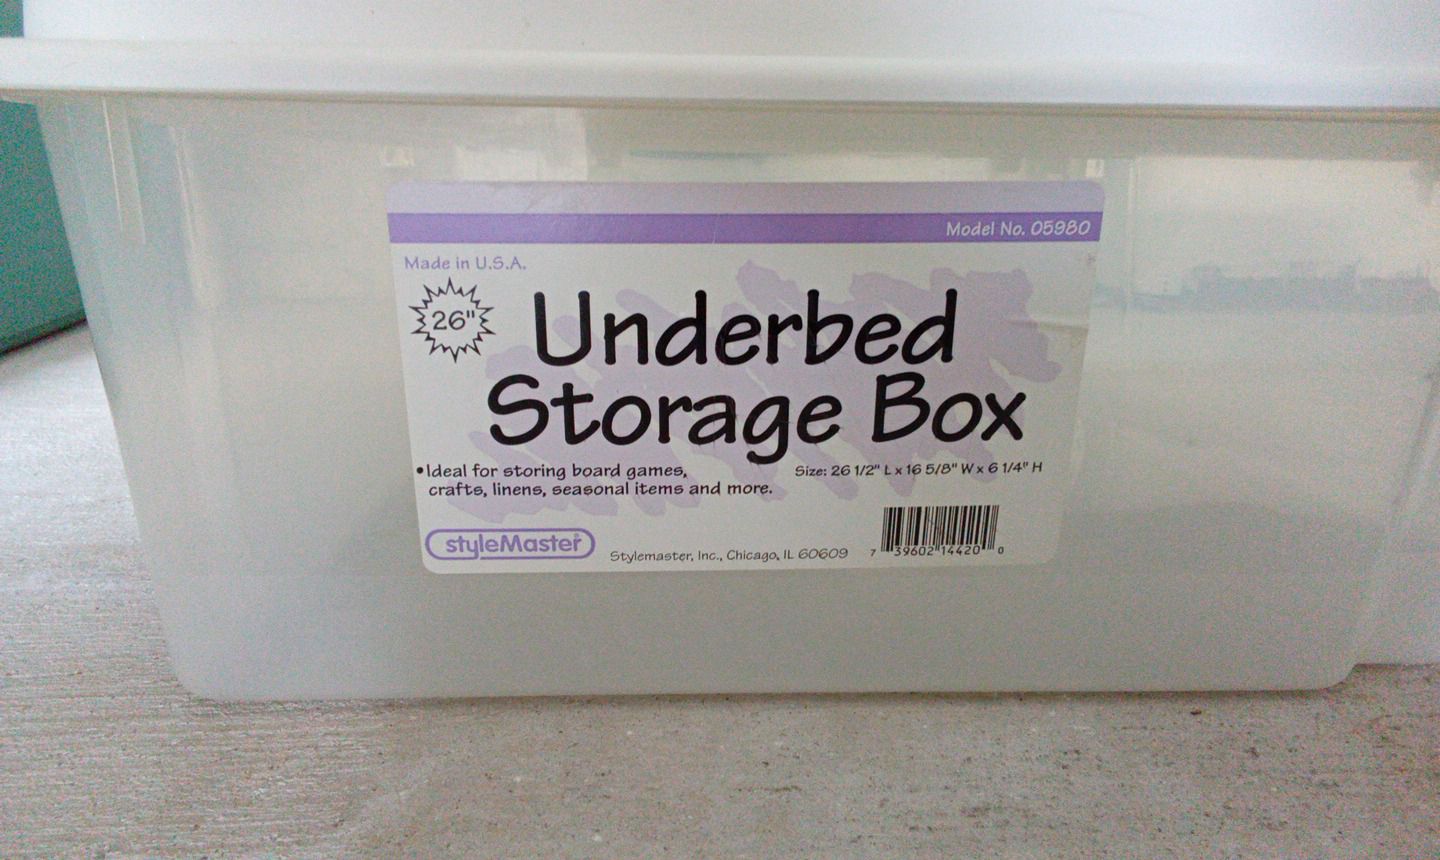 Model No. 05980
Made in U.S.A.
26"
Underbed
Storage Box
•Ideal for storing board games,
crafts, linens, seasonal items and more.
Size: 26 1/2" L x 16 5/8" W x 6 1/4" H
styleMaster
Stylemaster, Inc., Chicago, IL 60609
7 39602 14420 0